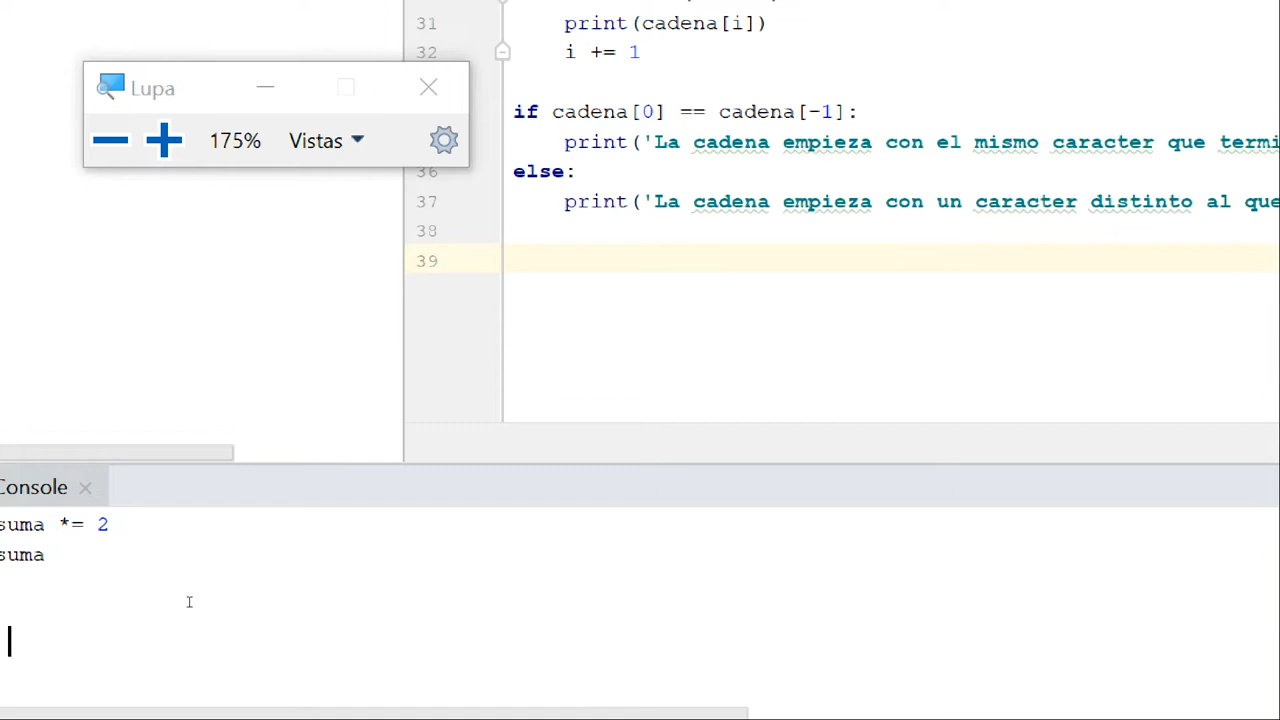 31 print(cadena[i])
32 i += 1
Lupa
175% Vistas
if cadena[0] == cadena[-1]:
print('La cadena empieza con el mismo caracter que termi
36 else:
37 print('La cadena empieza con un caracter distinto al que
38
39
Console
suma *= 2
suma